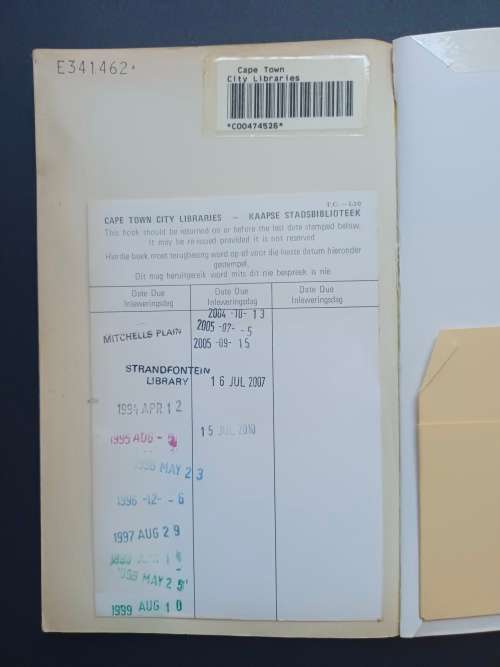 E341462.
Cape Town
City Libraries
*C00474526*
T.C. — 620
CAPE TOWN CITY LIBRARIES — KAAPSE STADSBIBLIOTEEK
This book should be returned on or before the last date stamped below.
It may be re-issued provided it is not reserved
Hierdie boek moet terugbesorg word op of voor die laaste datum hieronder
gestempel.
Dit mag heruitgereik word mits dit nie bespreek is nie
Date Due
Inleweringsdag
Date Due
Inleweringsdag
Date Due
Inleweringsdag
MITCHELLS PLAIN
STRANDFONTEIN
LIBRARY
1994 APR 12
1995 AUG -
MAY 23
1996 -12- -6
1997 AUG 29
MAY 25
1999 AUG 10
2004 -10- 13
2005 -07- -5
2005 -09- 15
16 JUL 2007
15 JUL 2010